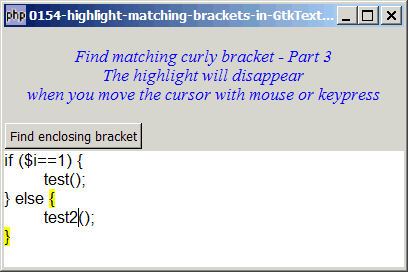 php 0154-highlight-matching-brackets-in-GtkText...
Find matching curly bracket - Part 3
The highlight will disappear
when you move the cursor with mouse or keypress
Find enclosing bracket
if ($i==1) {
test();
} else {
test2();
}